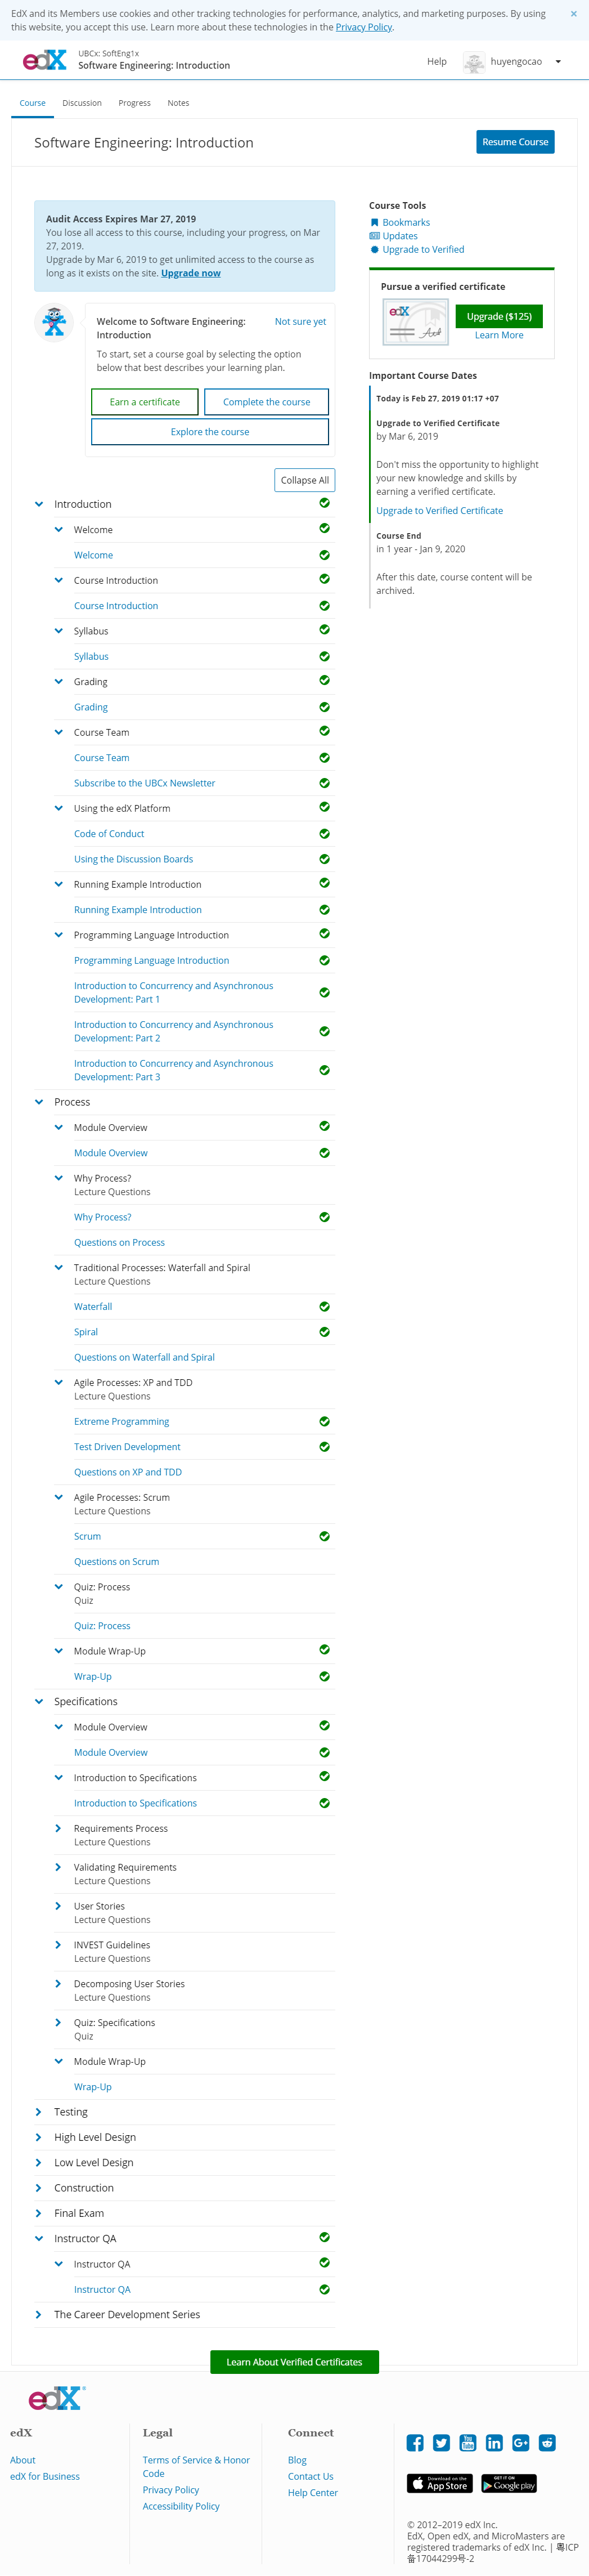 EdX and its Members use cookies and other tracking technologies for performance, analytics, and marketing purposes. By using
this website, you accept this use. Learn more about these technologies in the Privacy Policy.
×
edX
UBCx: SoftEng1x
Software Engineering: Introduction
Help
huyengocao
Course
Discussion
Progress
Notes
Software Engineering: Introduction
Resume Course
Audit Access Expires Mar 27, 2019
You lose all access to this course, including your progress, on Mar
27, 2019.
Upgrade by Mar 6, 2019 to get unlimited access to the course as
long as it exists on the site. Upgrade now
Welcome to Software Engineering:
Introduction
Not sure yet
To start, set a course goal by selecting the option
below that best describes your learning plan.
Earn a certificate
Complete the course
Explore the course
Collapse All
Introduction
Welcome
Welcome
Course Introduction
Course Introduction
Syllabus
Syllabus
Grading
Grading
Course Team
Course Team
Subscribe to the UBCx Newsletter
Using the edX Platform
Code of Conduct
Using the Discussion Boards
Running Example Introduction
Running Example Introduction
Programming Language Introduction
Programming Language Introduction
Introduction to Concurrency and Asynchronous
Development: Part 1
Introduction to Concurrency and Asynchronous
Development: Part 2
Introduction to Concurrency and Asynchronous
Development: Part 3
Process
Module Overview
Module Overview
Why Process?
Lecture Questions
Why Process?
Questions on Process
Traditional Processes: Waterfall and Spiral
Lecture Questions
Waterfall
Spiral
Questions on Waterfall and Spiral
Agile Processes: XP and TDD
Lecture Questions
Extreme Programming
Test Driven Development
Questions on XP and TDD
Agile Processes: Scrum
Lecture Questions
Scrum
Questions on Scrum
Quiz: Process
Quiz
Quiz: Process
Module Wrap-Up
Wrap-Up
Specifications
Module Overview
Module Overview
Introduction to Specifications
Introduction to Specifications
Requirements Process
Lecture Questions
Validating Requirements
Lecture Questions
User Stories
Lecture Questions
INVEST Guidelines
Lecture Questions
Decomposing User Stories
Lecture Questions
Quiz: Specifications
Quiz
Module Wrap-Up
Wrap-Up
Testing
High Level Design
Low Level Design
Construction
Final Exam
Instructor QA
Instructor QA
Instructor QA
The Career Development Series
Course Tools
Bookmarks
Updates
Upgrade to Verified
Pursue a verified certificate
edX
Upgrade ($125)
Learn More
Important Course Dates
Today is Feb 27, 2019 01:17 +07
Upgrade to Verified Certificate
by Mar 6, 2019
Don't miss the opportunity to highlight
your new knowledge and skills by
earning a verified certificate.
Upgrade to Verified Certificate
Course End
in 1 year - Jan 9, 2020
After this date, course content will be
archived.
Learn About Verified Certificates
edX
edX
About
edX for Business
Legal
Terms of Service & Honor
Code
Privacy Policy
Accessibility Policy
Connect
Blog
Contact Us
Help Center
You
Tube
in
G+
Download on the
App Store
GET IT ON
Google play
© 2012–2019 edX Inc.
EdX, Open edX, and MicroMasters are
registered trademarks of edX Inc. | 粤ICP
备17044299号-2